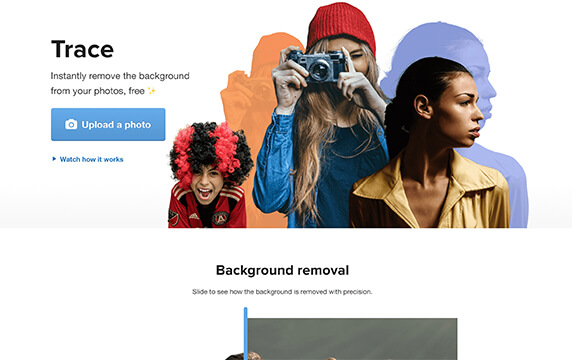 Trace
Instantly remove the background
from your photos, free ✨
Upload a photo
Watch how it works
Background removal
Slide to see how the background is removed with precision.